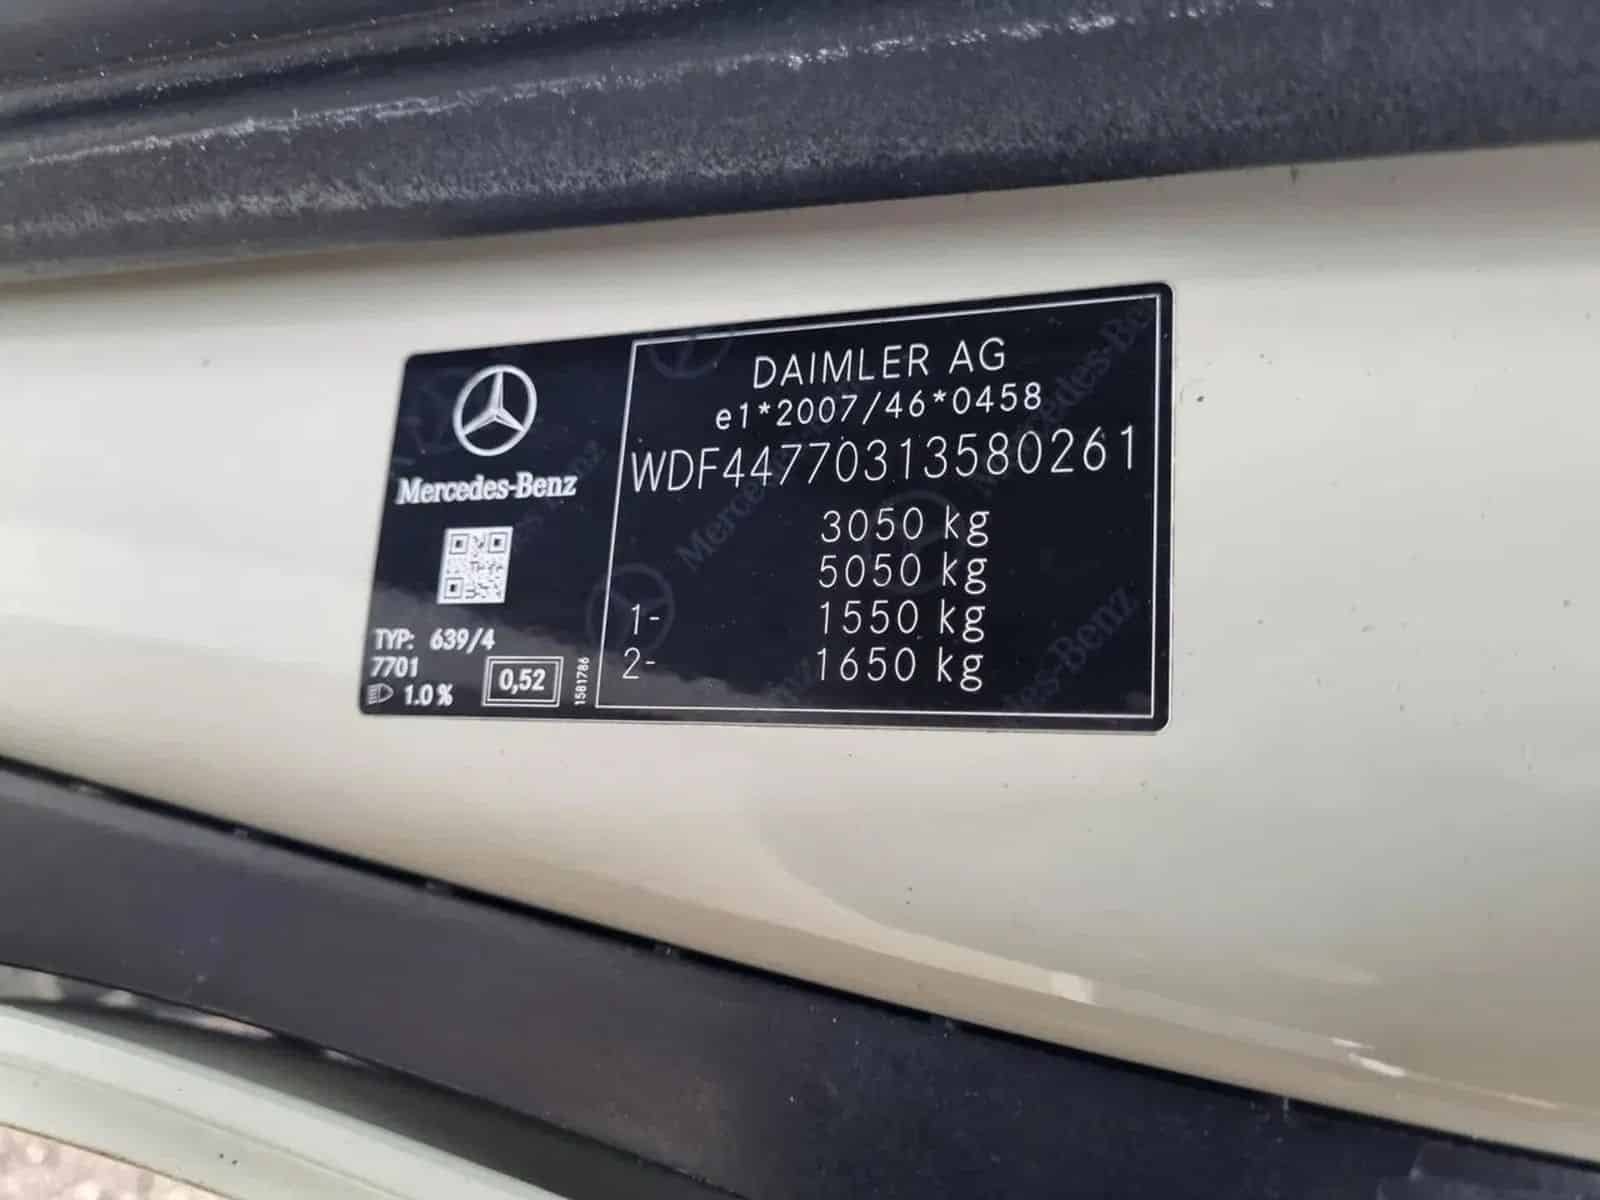 Mercedes-Benz
TYP: 639/4
7701
1.0 %
0,52
1581786
DAIMLER AG
e1*2007/46*0458
WDF44770313580261
3050 kg
5050 kg
1- 1550 kg
2- 1650 kg